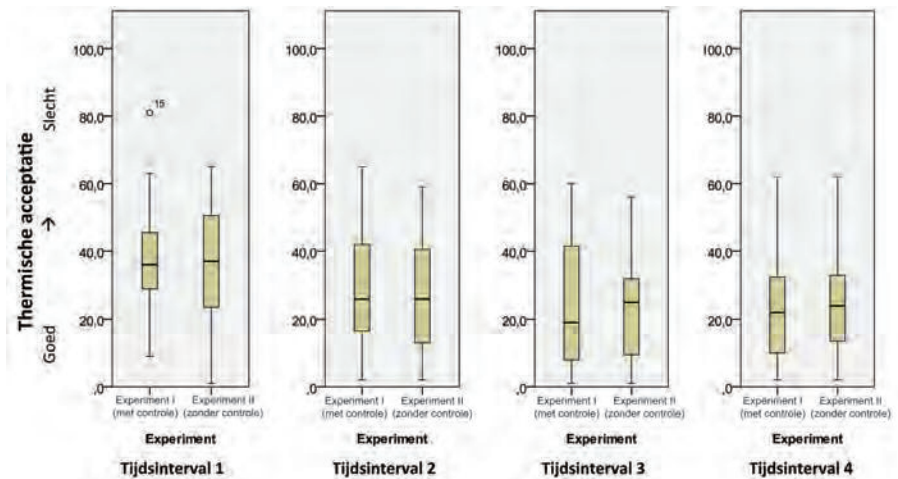 Thermische acceptatie
Goed → Slecht
100,0
80,0
60,0
40,0
20,0
,0
15
Experiment I
(met controle)
Experiment II
(zonder controle)
Experiment
Tijdsinterval 1
100,0
80,0
60,0
40,0
20,0
,0
Experiment I
(met controle)
Experiment II
(zonder controle)
Experiment
Tijdsinterval 2
100,0
80,0
60,0
40,0
20,0
,0
Experiment I
(met controle)
Experiment II
(zonder controle)
Experiment
Tijdsinterval 3
100,0
80,0
60,0
40,0
20,0
,0
Experiment I
(met controle)
Experiment II
(zonder controle)
Experiment
Tijdsinterval 4